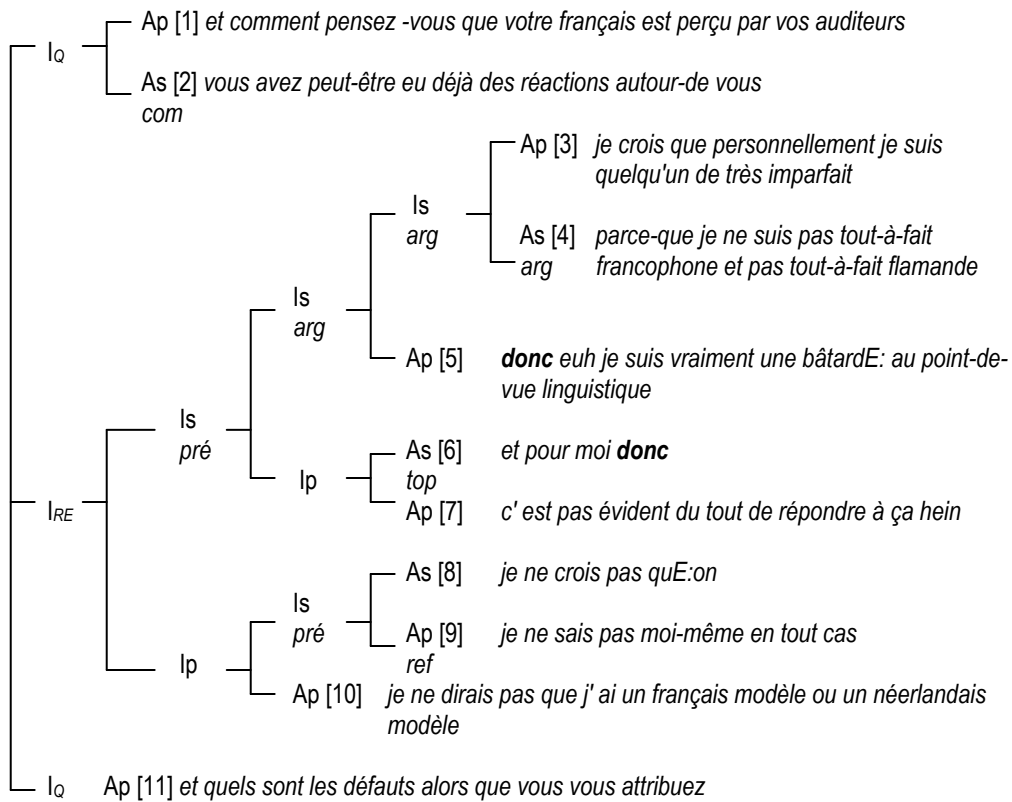 Ap [1] et comment pensez -vous que votre français est perçu par vos auditeurs
I_Q
As [2] vous avez peut-être eu déjà des réactions autour-de vous
com
Ap [3] je crois que personnellement je suis
quelqu'un de très imparfait
Is
arg
As [4] parce-que je ne suis pas tout-à-fait
arg francophone et pas tout-à-fait flamande
Is
arg
Ap [5] donc euh je suis vraiment une bâtardE: au point-de-
vue linguistique
Is
pré
As [6] et pour moi donc
top
Ip
Ap [7] c' est pas évident du tout de répondre à ça hein
I_RE
As [8] je ne crois pas quE:on
Is
pré
Ap [9] je ne sais pas moi-même en tout cas
ref
Ip
Ap [10] je ne dirais pas que j' ai un français modèle ou un néerlandais
modèle
I_Q Ap [11] et quels sont les défauts alors que vous vous attribuez